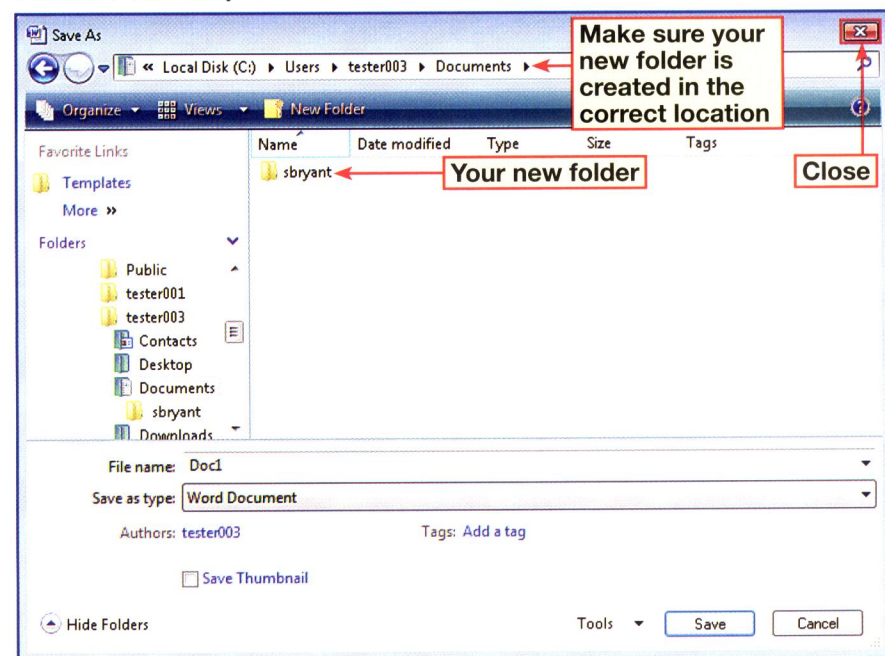 Save As
Make sure your
new folder is
created in the
correct location
« Local Disk (C:) ▸ Users ▸ tester003 ▸ Documents ▸
Organize Views New Folder
Name Date modified Type Size Tags
Favorite Links
sbryant
Your new folder
Close
Templates
More »
Folders
Public
tester001
tester003
Contacts
Desktop
Documents
sbryant
Downloads
File name: Doc1
Save as type: Word Document
Authors: tester003 Tags: Add a tag
Save Thumbnail
Hide Folders Tools Save Cancel